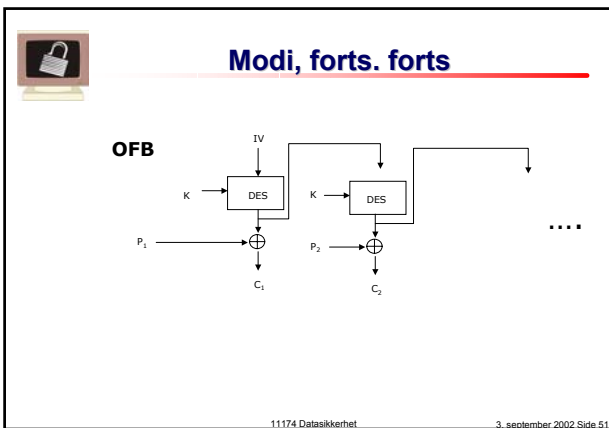 Modi, forts. forts
OFB
IV
K
DES
K
DES
....
P₁
P₂
C₁
C₂
11174 Datasikkerhet
3. september 2002 Side 51